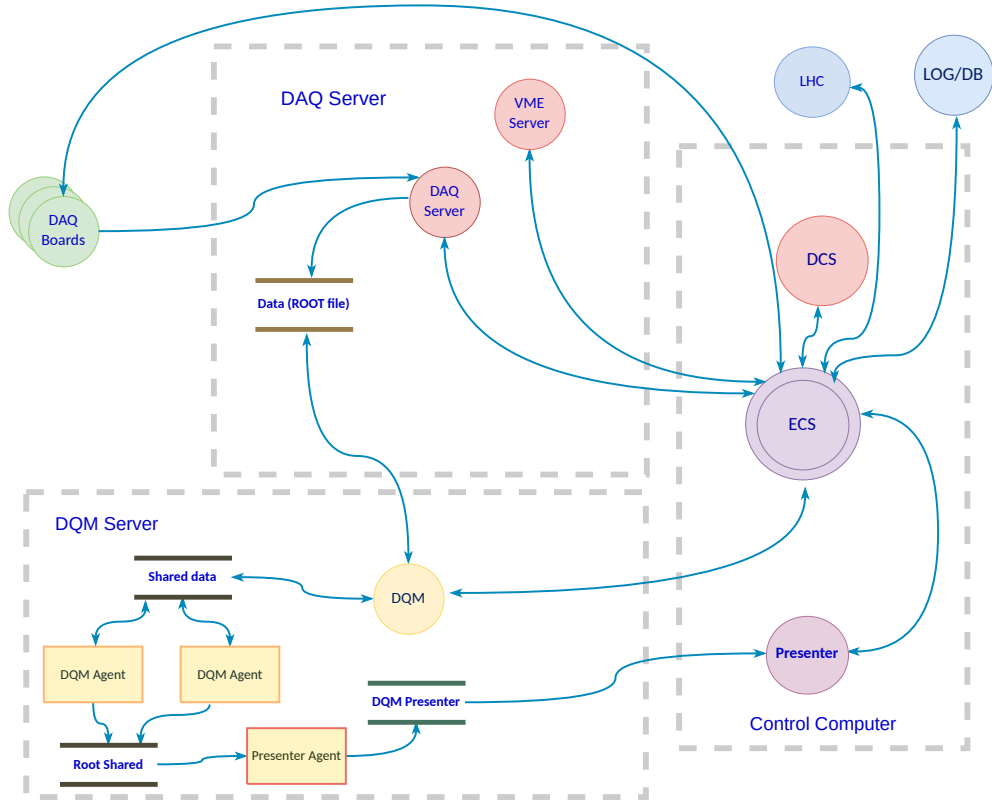 LHC
LOG/DB
DAQ Server
VME
Server
DAQ
Boards
DAQ
Server
DCS
Data (ROOT file)
ECS
DQM Server
Shared data
DQM
DQM Agent
DQM Agent
Presenter
DQM Presenter
Control Computer
Root Shared
Presenter Agent